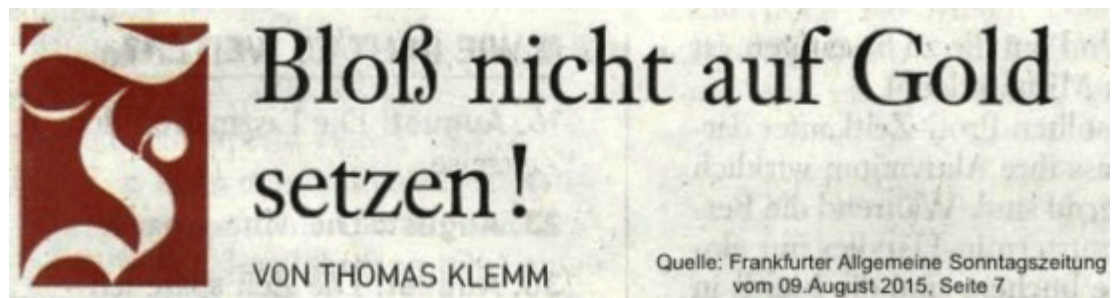 Bloß nicht auf Gold
setzen!
VON THOMAS KLEMM
Quelle: Frankfurter Allgemeine Sonntagszeitung
vom 09.August 2015, Seite 7